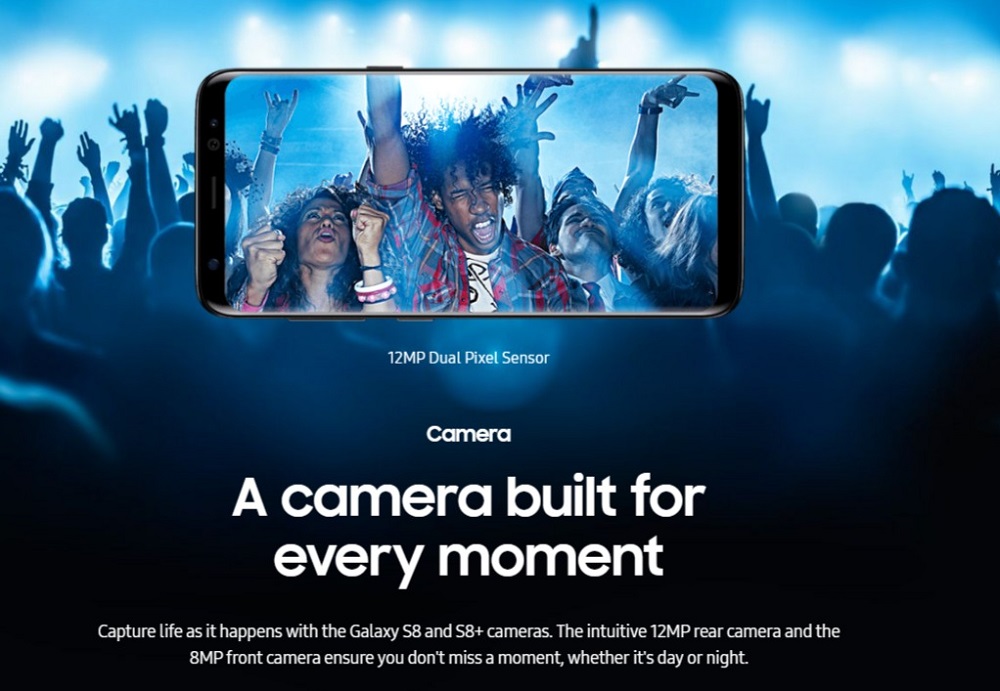 12MP Dual Pixel Sensor
Camera
A camera built for
every moment
Capture life as it happens with the Galaxy S8 and S8+ cameras. The intuitive 12MP rear camera and the
8MP front camera ensure you don't miss a moment, whether it's day or night.